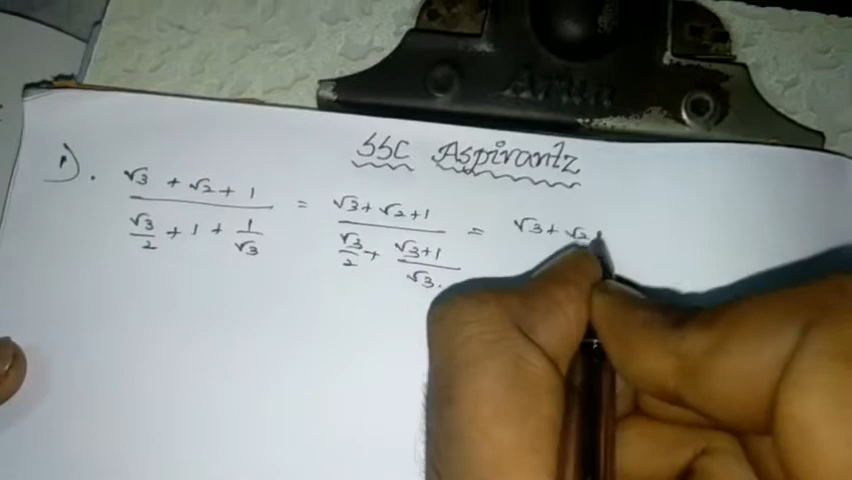 Artun
SSC Aspirantz
1). (√3 + √2 + 1) / (√3/2 + 1 + 1/√3) = (√3 + √2 + 1) / (√3/2 + (√3+1)/√3.) = √3 + √2